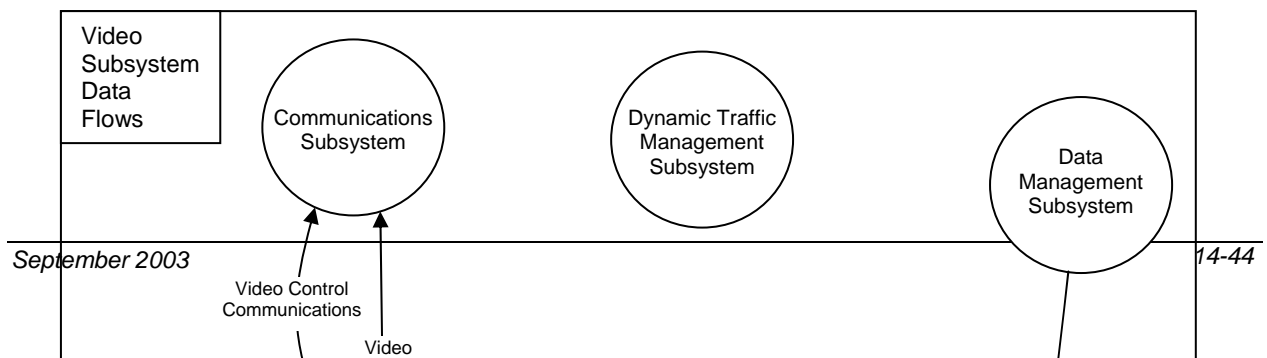 Video
Subsystem
Data
Flows
Communications
Subsystem
Dynamic Traffic
Management
Subsystem
Data
Management
Subsystem
September 2003
14-44
Video Control
Communications
Video